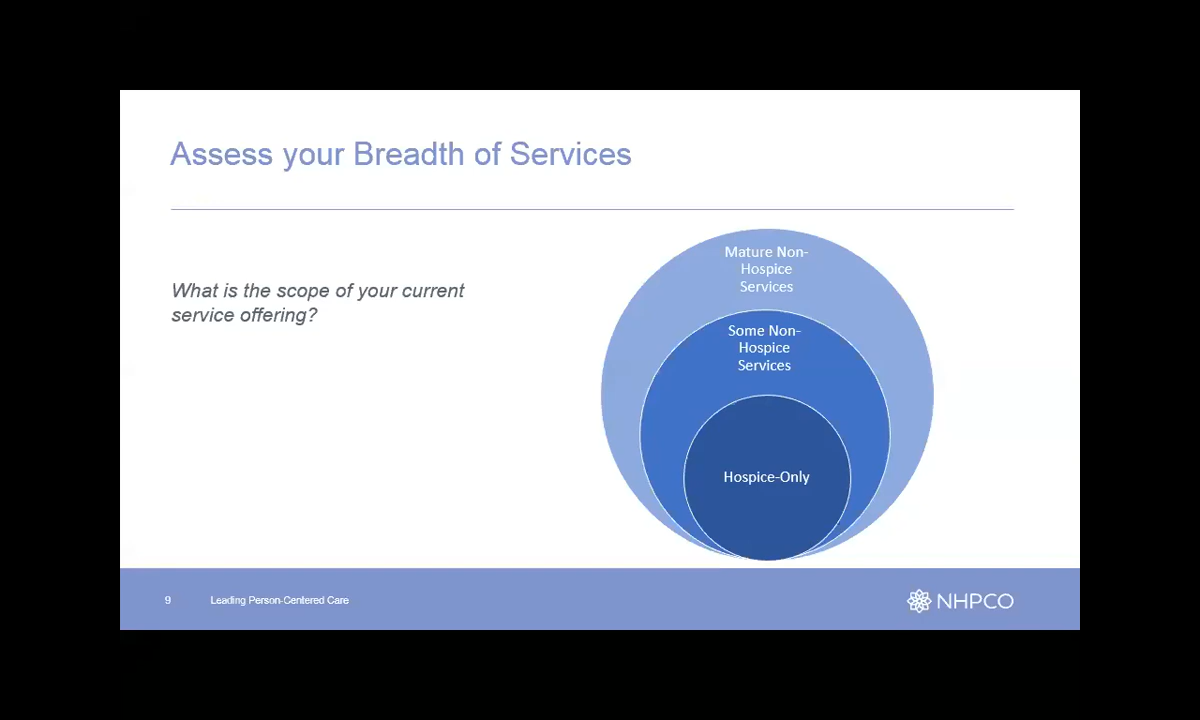 Assess your Breadth of Services
What is the scope of your current
service offering?
Mature Non-
Hospice
Services
Some Non-
Hospice
Services
Hospice-Only
9
Leading Person-Centered Care
NHPCO